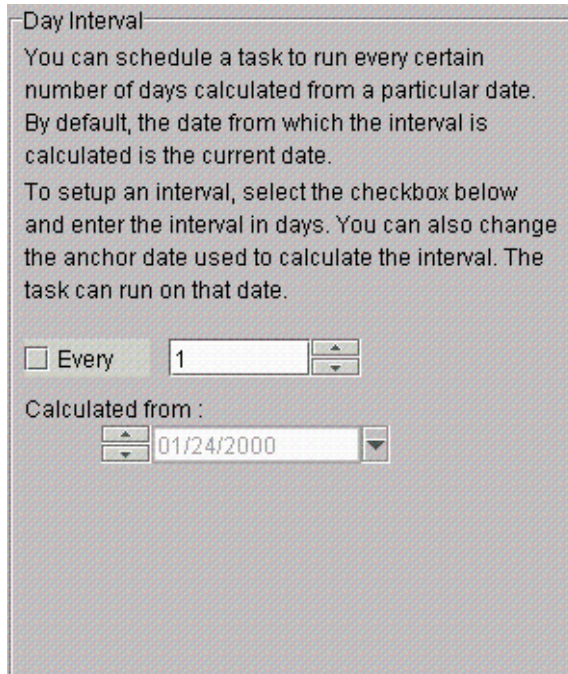 Day Interval
You can schedule a task to run every certain
number of days calculated from a particular date.
By default, the date from which the interval is
calculated is the current date.
To setup an interval, select the checkbox below
and enter the interval in days. You can also change
the anchor date used to calculate the interval. The
task can run on that date.
Every 1
Calculated from :
01/24/2000